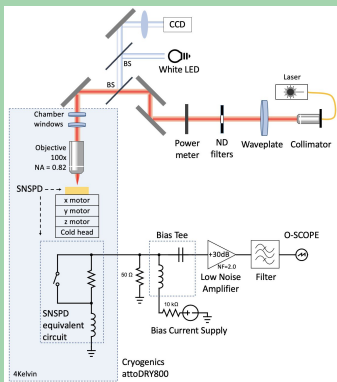 CCD
BS
White LED
Laser
BS
Chamber
windows
Power
meter
ND
filters
Waveplate
Collimator
Objective
100x
NA = 0.82
SNSPD
x motor
y motor
z motor
Cold head
Bias Tee
O-SCOPE
+30dB
50 Ω
NF=2.0
Low Noise
Amplifier
Filter
10 kΩ
SNSPD
equivalent
circuit
Bias Current Supply
4Kelvin
Cryogenics
attoDRY800